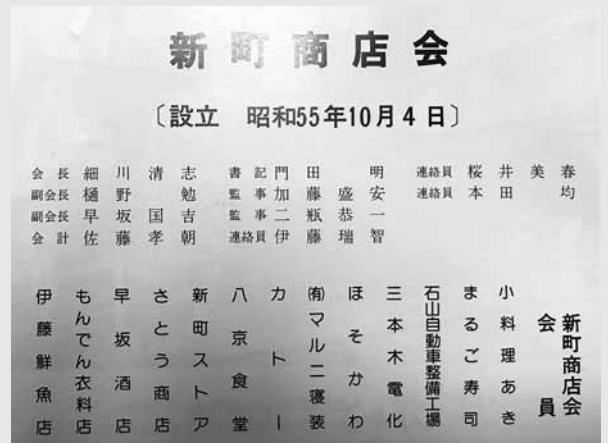 新町商店会
〔設立 昭和55年10月4日〕
会長 細川清志
副会長 樋野勉
副会長 早坂国吉
会計 佐藤孝朝
書記 門田明
監事 加藤盛安
監事 二瓶恭一
連絡員 伊藤瑞智
連絡員 桜井美春
連絡員 本田均
新町商店会
会員
小料理あき
まるご寿司
石山自動車整備工場
三本木電化
ほそかわ
㈲マルニ寝装
カトー
八京食堂
新町ストア
さとう商店
早坂酒店
もんでん衣料店
伊藤鮮魚店